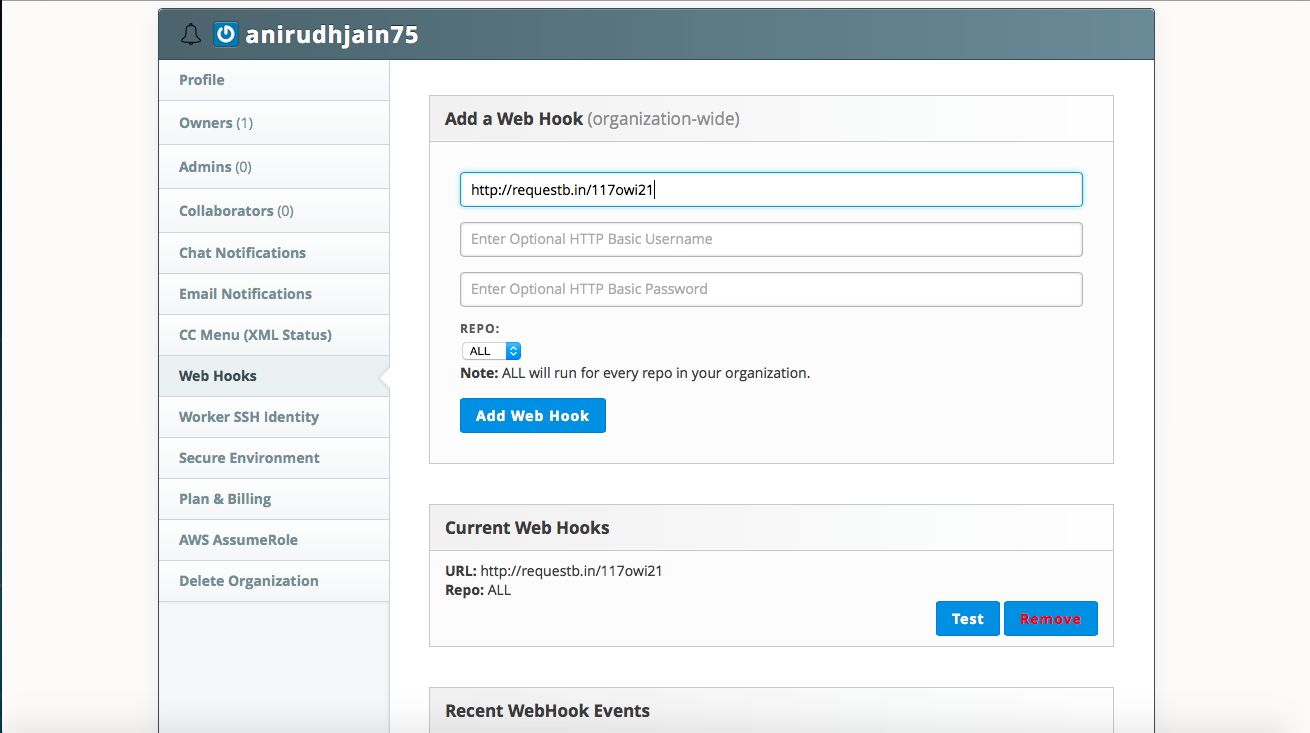 anirudhjain75
Profile
Owners (1)
Admins (0)
Collaborators (0)
Chat Notifications
Email Notifications
CC Menu (XML Status)
Web Hooks
Worker SSH Identity
Secure Environment
Plan & Billing
AWS AssumeRole
Delete Organization
Add a Web Hook (organization-wide)
http://requestb.in/117owi21
Enter Optional HTTP Basic Username
Enter Optional HTTP Basic Password
REPO:
ALL
Note: ALL will run for every repo in your organization.
Add Web Hook
Current Web Hooks
URL: http://requestb.in/117owi21
Repo: ALL
Test Remove
Recent WebHook Events